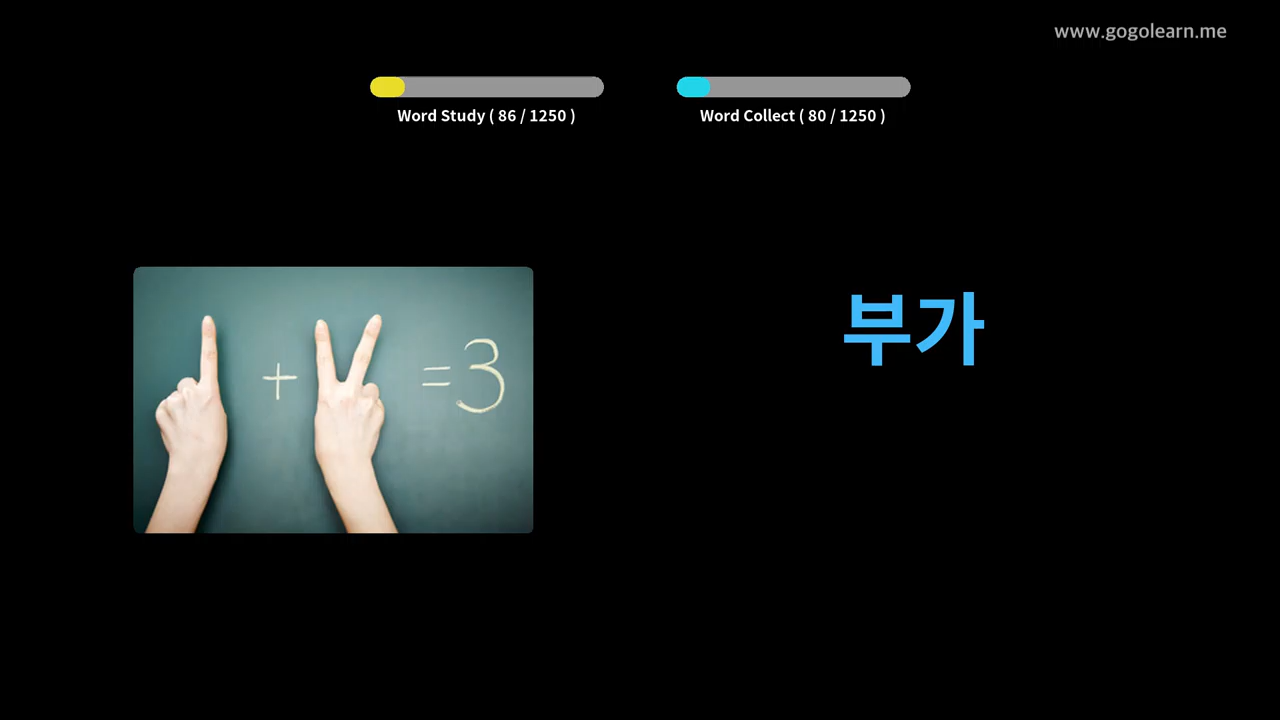 www.gogolearn.me
Word Study ( 86 / 1250 )
Word Collect ( 80 / 1250 )
+ = 3
부가